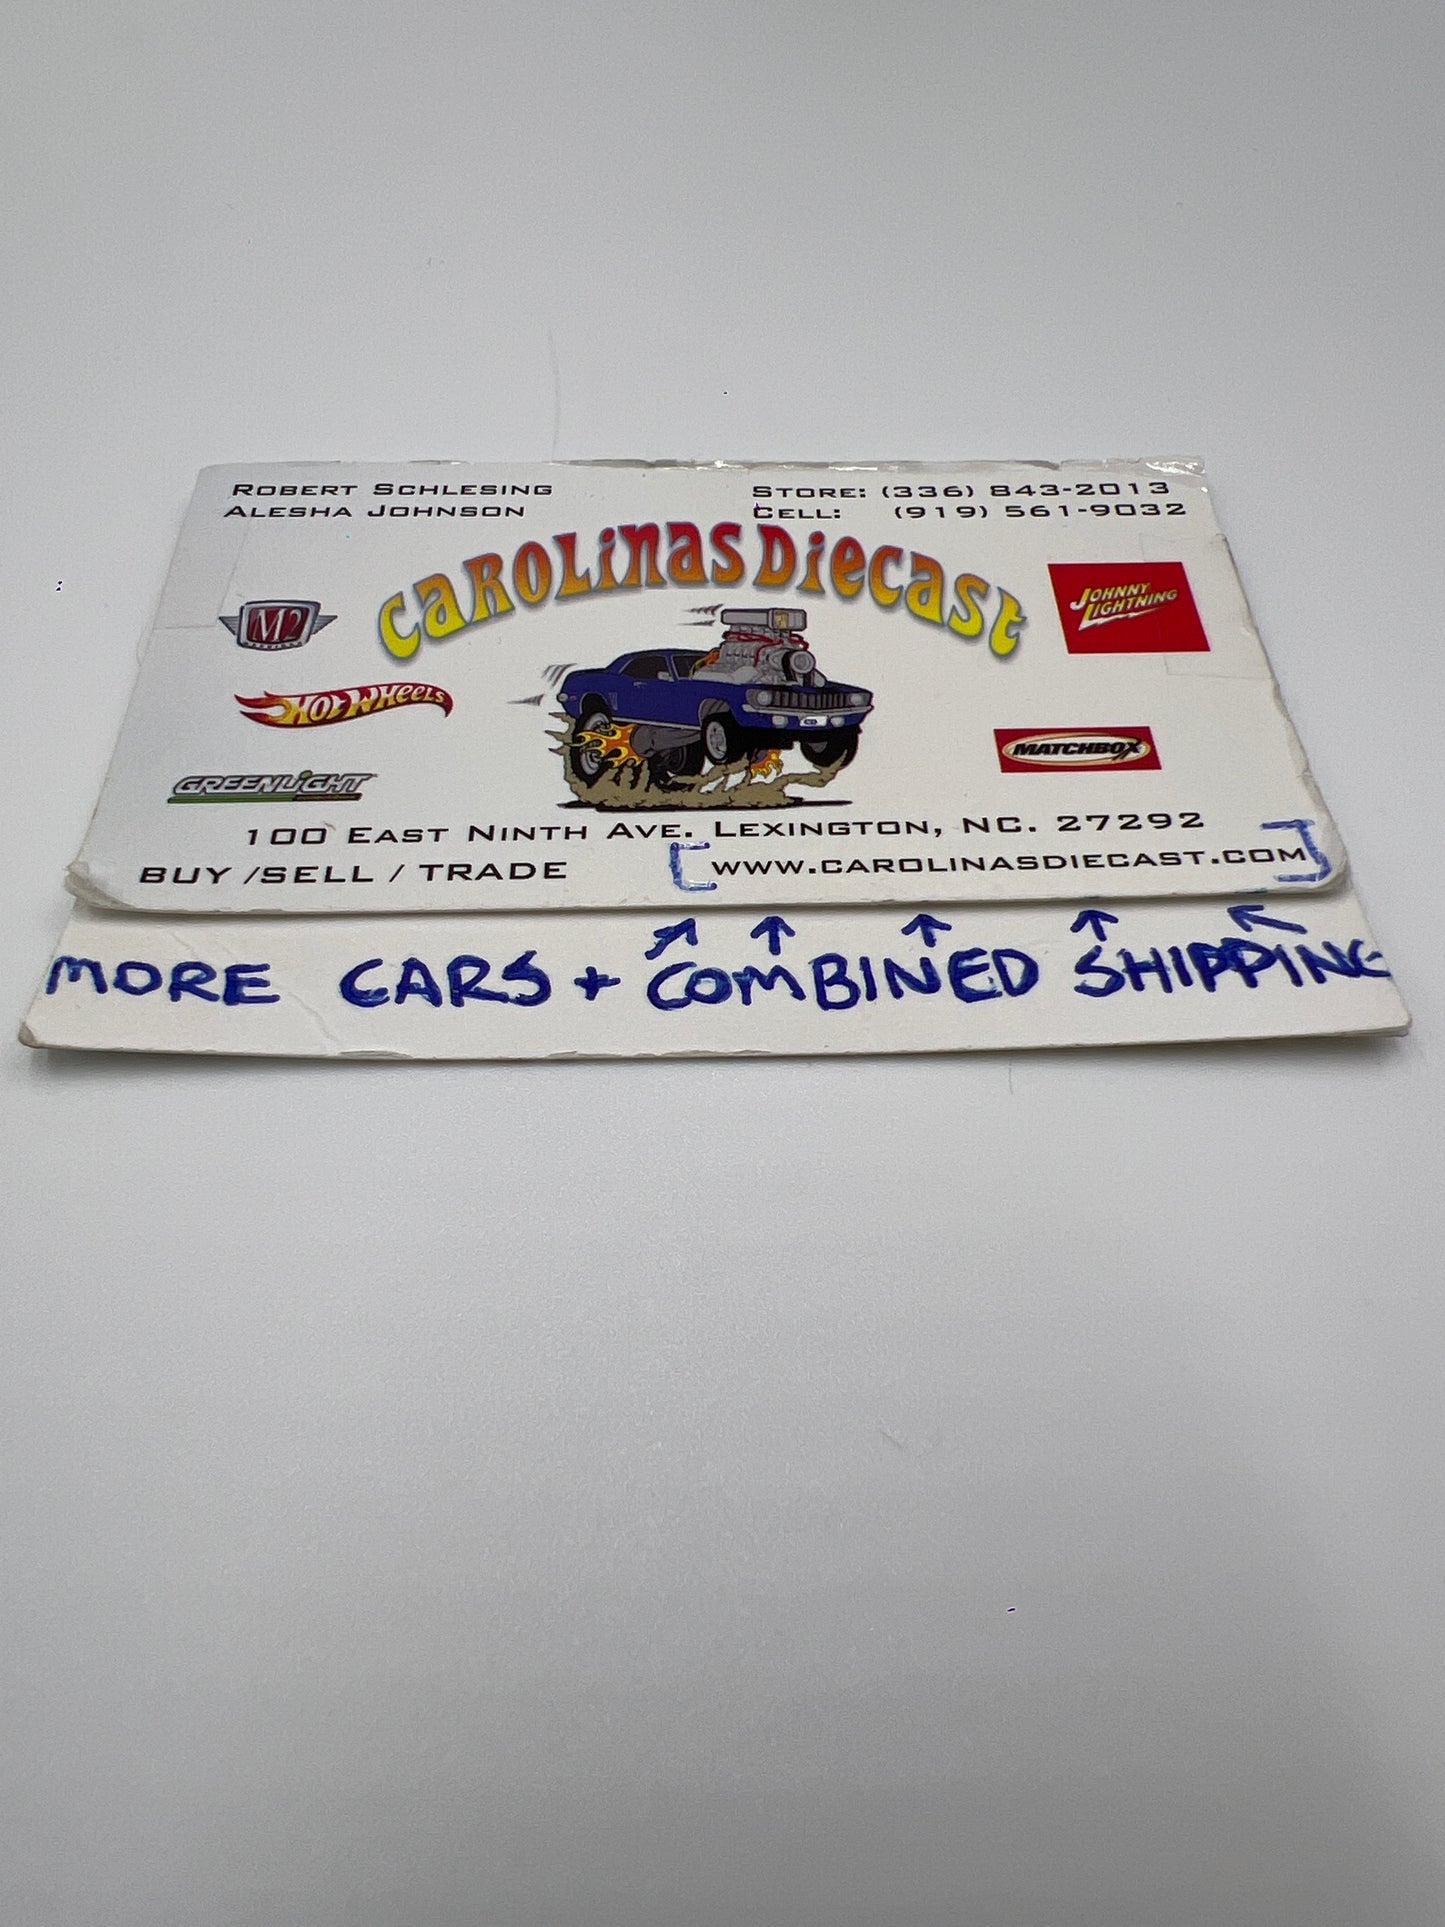 ROBERT SCHLESING
ALESHA JOHNSON
STORE: (336) 843-2013
CELL: (919) 561-9032
CAROLINAS DIECAST
M2
HOT WHEELS
GREENLIGHT
JOHNNY LIGHTNING
MATCHBOX
100 EAST NINTH AVE. LEXINGTON, NC. 27292
BUY /SELL / TRADE
[WWW.CAROLINASDIECAST.COM]
MORE CARS + COMBINED SHIPPING